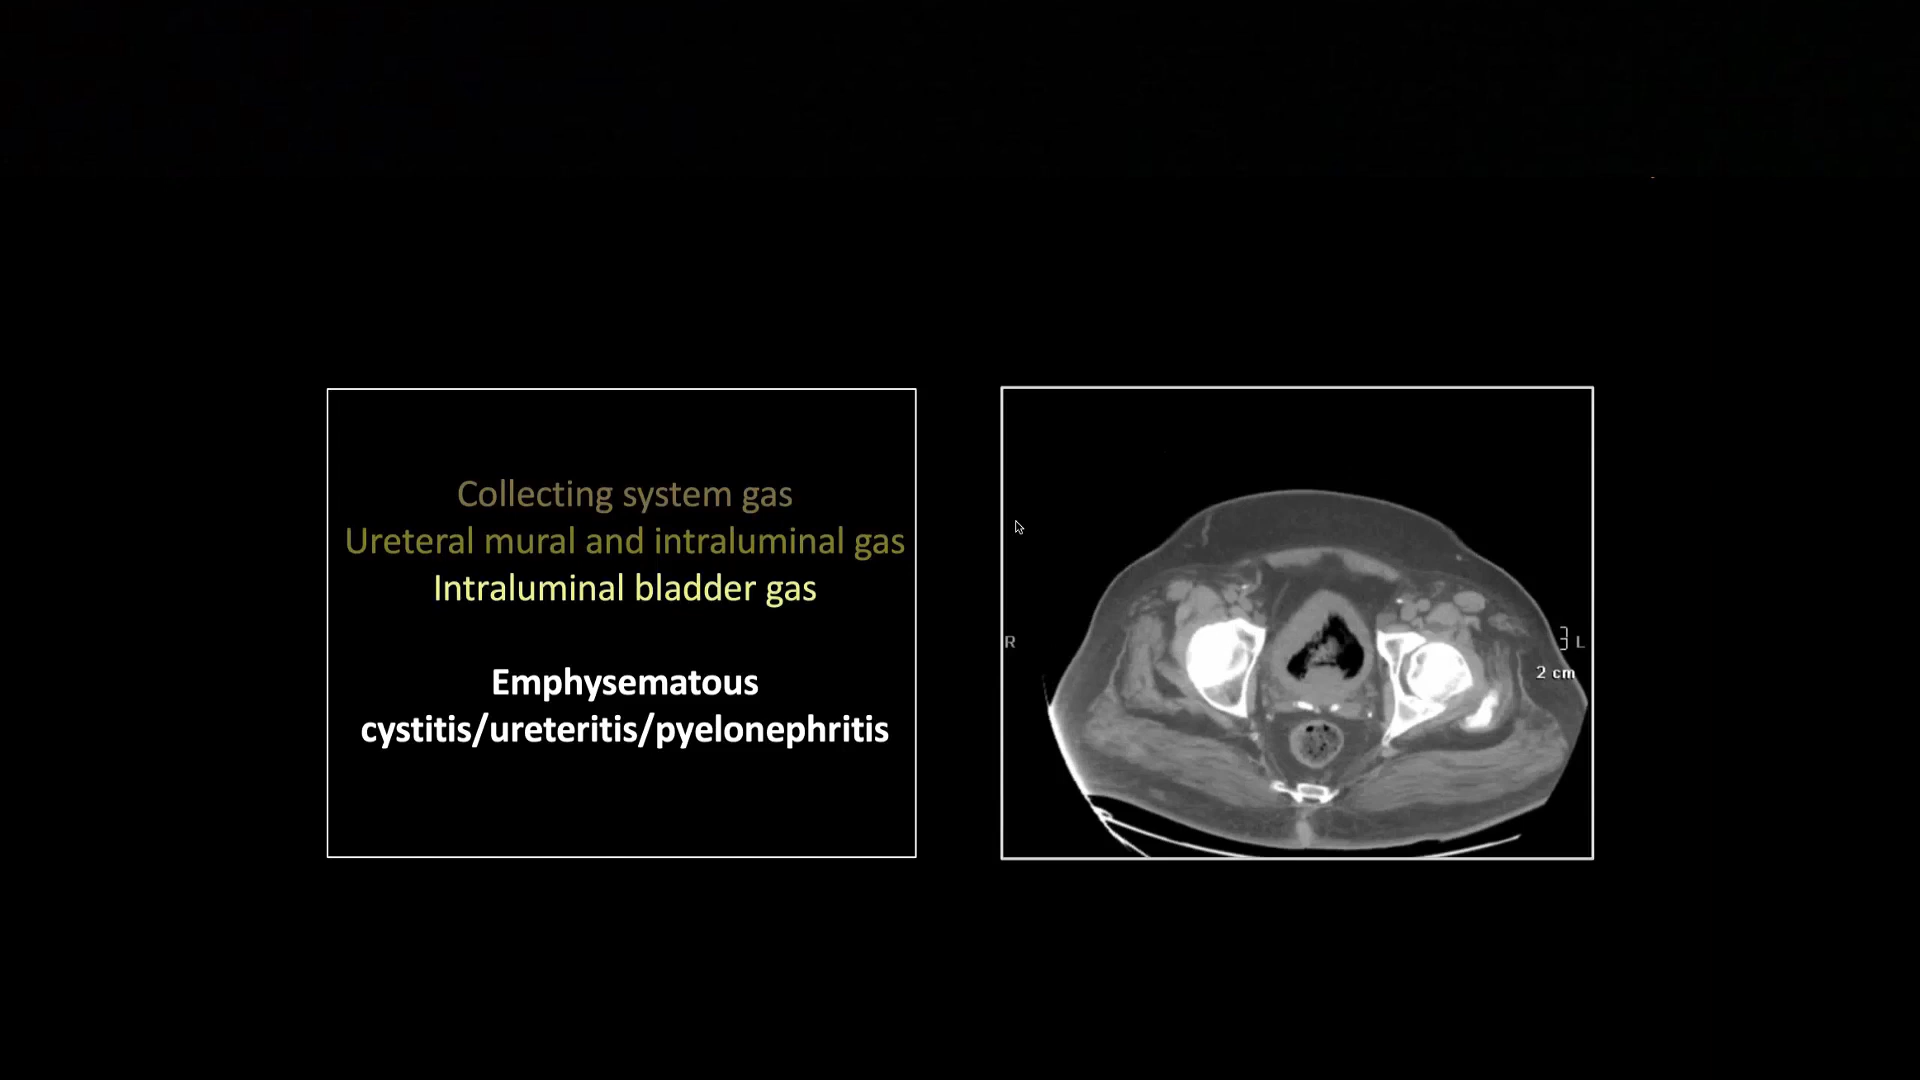 Collecting system gas
Ureteral mural and intraluminal gas
Intraluminal bladder gas
Emphysematous
cystitis/ureteritis/pyelonephritis
R
L
2 cm